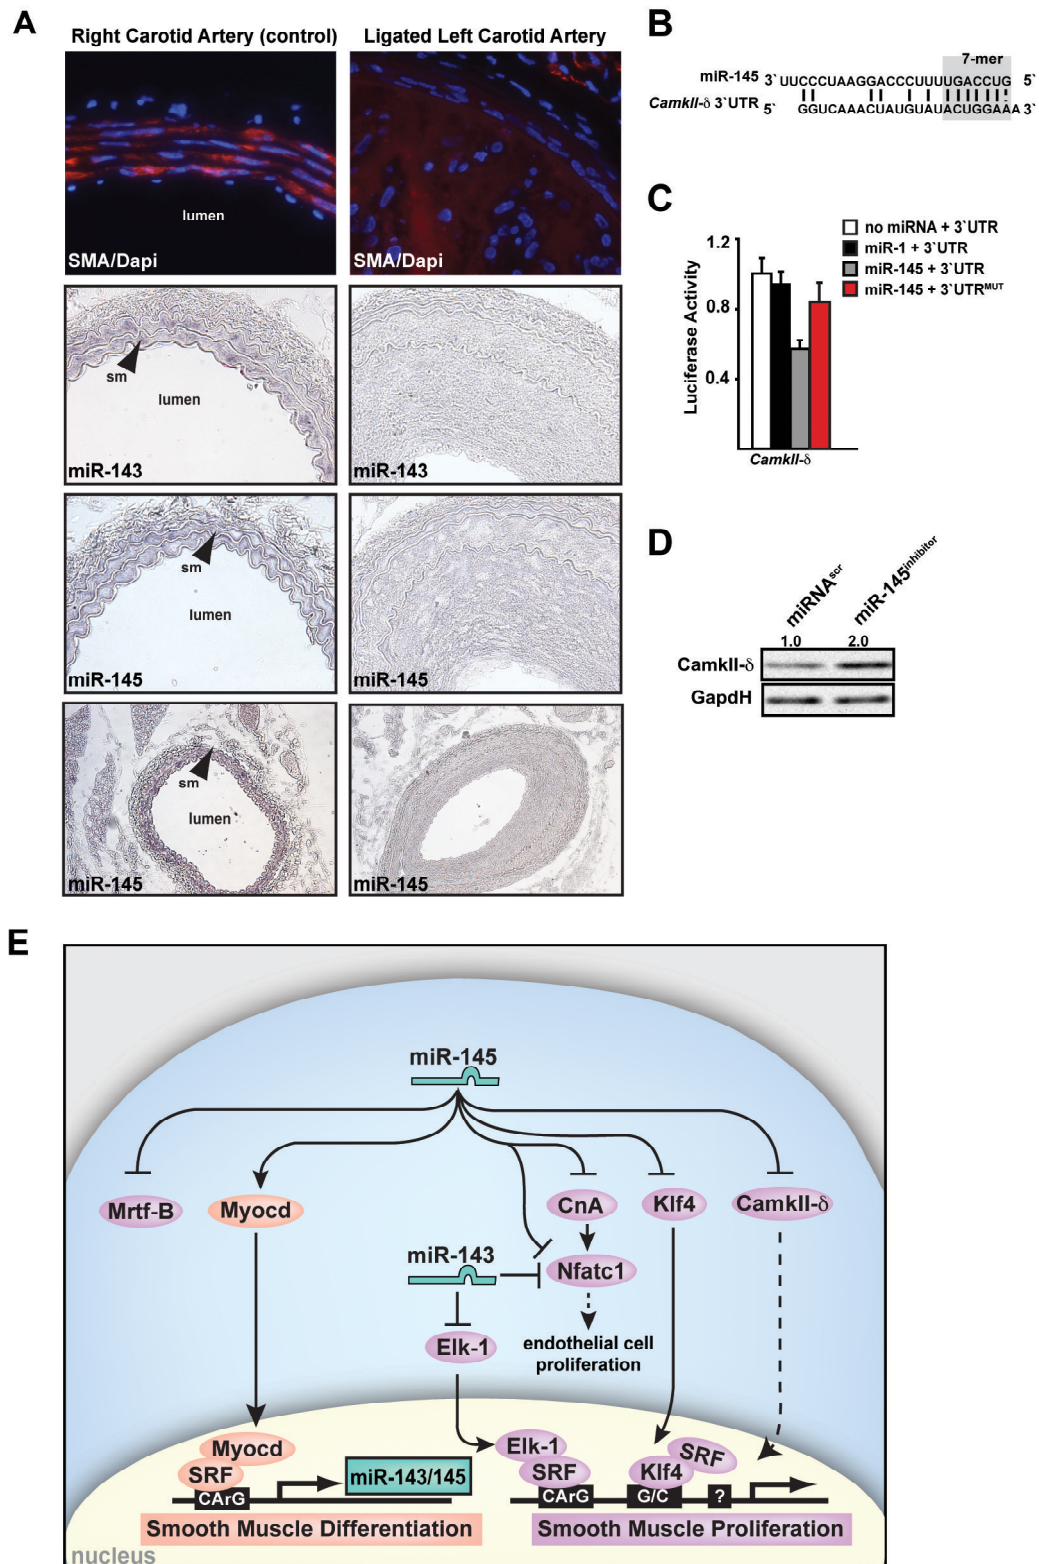 A
Right Carotid Artery (control)
Ligated Left Carotid Artery
lumen
SMA/Dapi
SMA/Dapi
sm
lumen
miR-143
miR-143
sm
lumen
miR-145
miR-145
sm
lumen
miR-145
miR-145
B
7-mer
miR-145 3` UUCCCUAAGGACCCUUUUGACCUG 5`
CamkII-δ 3`UTR 5` GGUCAAACUAUGUAUACUGGAAA 3`
C
1.2
0.8
0.4
Luciferase Activity
CamkII-δ
no miRNA + 3`UTR
miR-1 + 3`UTR
miR-145 + 3`UTR
miR-145 + 3`UTRMUT
D
miRNAscr
miR-145inhibitor
1.0 2.0
CamkII-δ
GapdH
E
miR-145
Mrtf-B
Myocd
CnA
Klf4
CamkII-δ
miR-143
Nfatc1
Elk-1
endothelial cell
proliferation
Myocd
SRF
CArG
miR-143/145
Elk-1
SRF
CArG
SRF
Klf4
G/C
?
Smooth Muscle Differentiation
Smooth Muscle Proliferation
nucleus